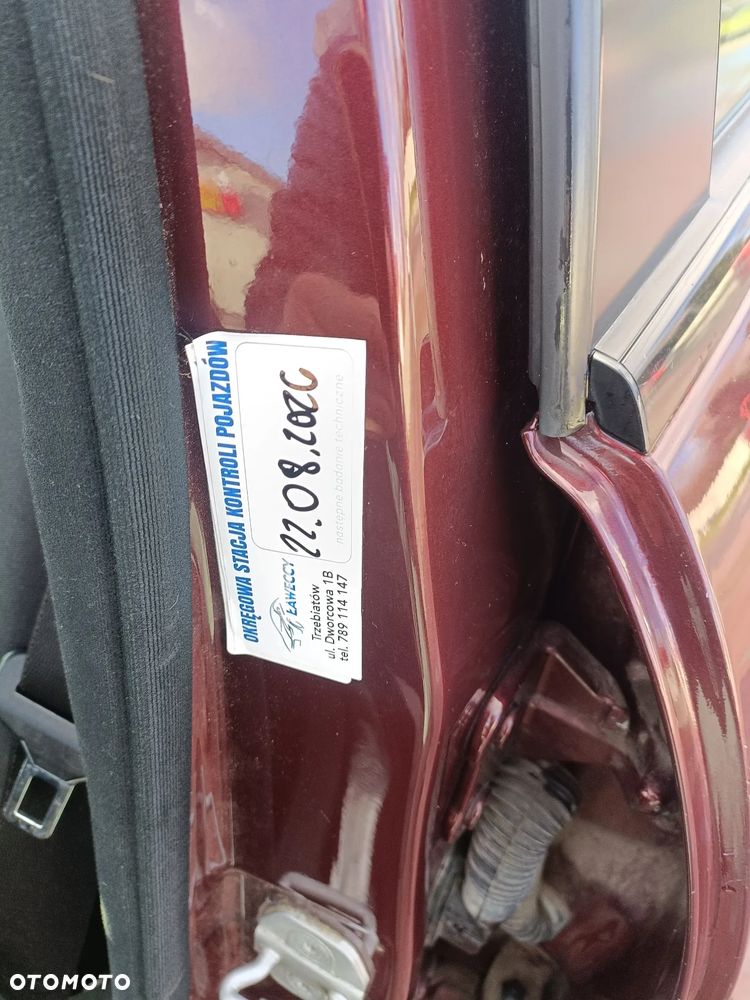 OKRĘGOWA STACJA KONTROLI POJAZDÓW
ŁAWECCY
22.08.2026
następne badanie techniczne
Trzebiatów
ul. Dworcowa 1B
tel. 789 114 147
OTOMOTO